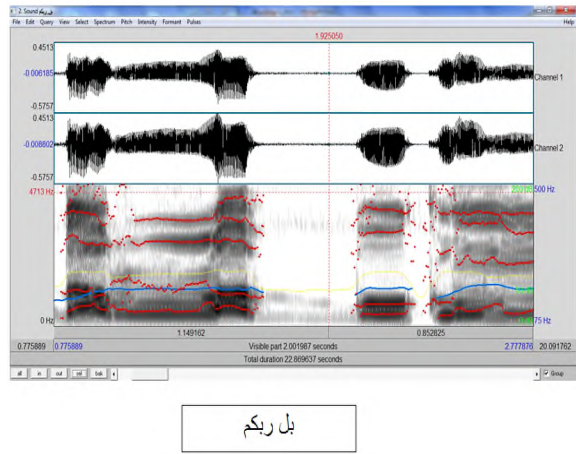 2. Sound بل ربكم
File Edit Query View Select Spectrum Pitch Intensity Formant Pulses Help
1.925050
0.4513
-0.006185
-0.5757
Channel 1
0.4513
-0.008802
-0.5757
Channel 2
4713 Hz
500 Hz
0 Hz
75 Hz
1.149162 0.852825
0.775889 0.775889 Visible part 2.001987 seconds 2.777876 20.091762
Total duration 22.869637 seconds
all in out sel bak Group
بل ربكم